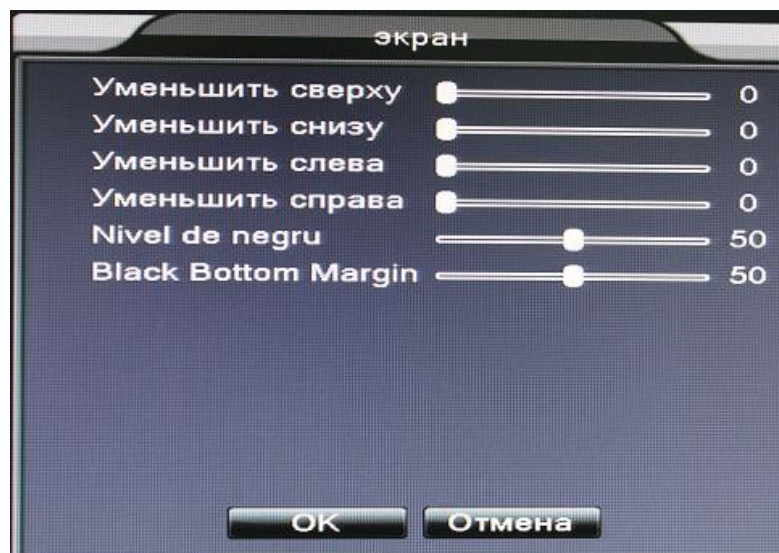 экран
Уменьшить сверху 0
Уменьшить снизу 0
Уменьшить слева 0
Уменьшить справа 0
Nivel de negru 50
Black Bottom Margin 50
OK Отмена